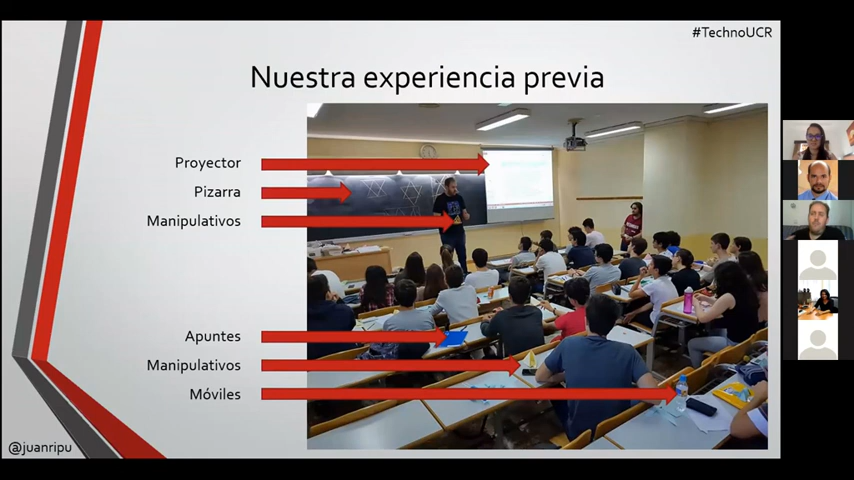 #TechnoUCR
Nuestra experiencia previa
Proyector
Pizarra
Manipulativos
Apuntes
Manipulativos
Móviles
@juanripu